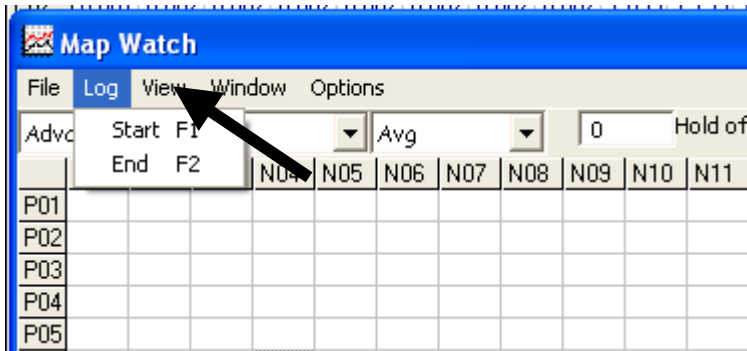 Map Watch
File Log View Window Options
Start F1
End F2
Avg 0 Hold of
N04 N05 N06 N07 N08 N09 N10 N11
P01
P02
P03
P04
P05